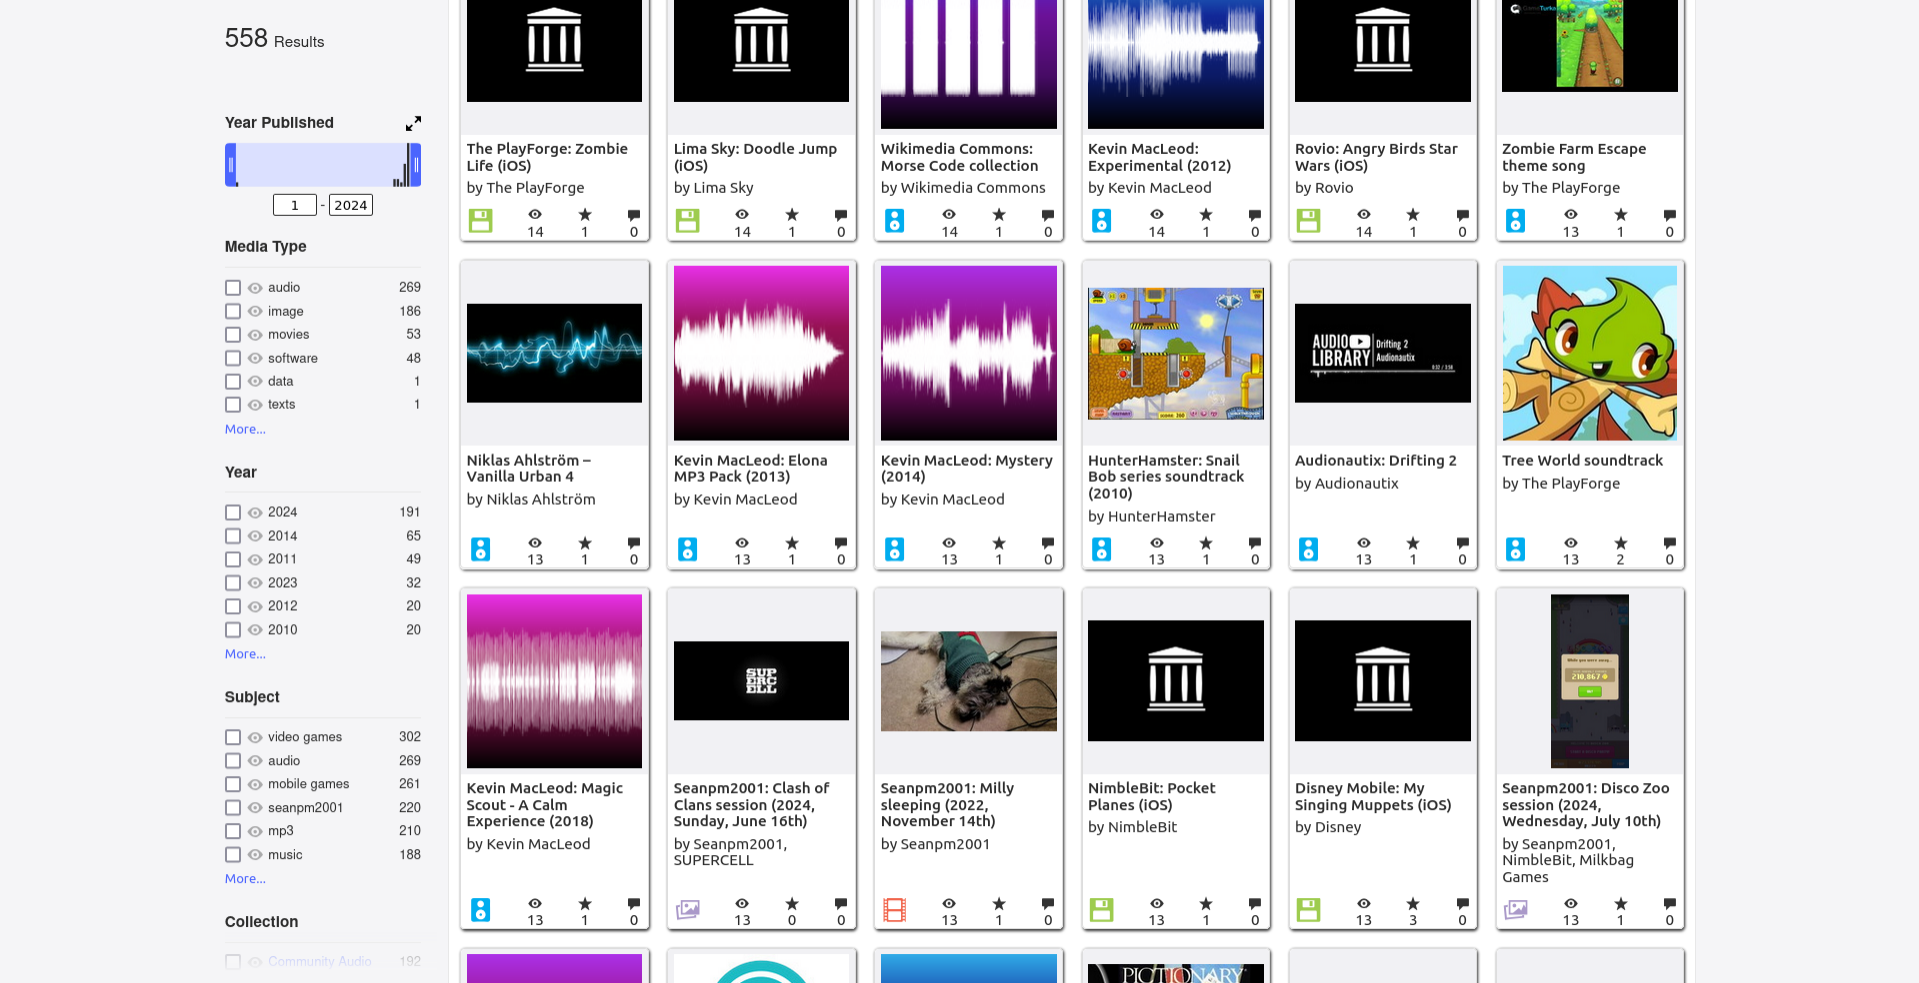 558 Results
Year Published
1 - 2024
Media Type
audio 269
image 186
movies 53
software 48
data 1
texts 1
More...
Year
2024 191
2014 65
2011 49
2023 32
2012 20
2010 20
More...
Subject
video games 302
audio 269
mobile games 261
seanpm2001 220
mp3 210
music 188
More...
Collection
Community Audio 192
The PlayForge: Zombie
Life (iOS)
by The PlayForge
14 1 0
Lima Sky: Doodle Jump
(iOS)
by Lima Sky
14 1 0
Wikimedia Commons:
Morse Code collection
by Wikimedia Commons
14 1 0
Kevin MacLeod:
Experimental (2012)
by Kevin MacLeod
14 1 0
Rovio: Angry Birds Star
Wars (iOS)
by Rovio
14 1 0
Zombie Farm Escape
theme song
by The PlayForge
13 1 0
Niklas Ahlström –
Vanilla Urban 4
by Niklas Ahlström
13 1 0
Kevin MacLeod: Elona
MP3 Pack (2013)
by Kevin MacLeod
13 1 0
Kevin MacLeod: Mystery
(2014)
by Kevin MacLeod
13 1 0
HunterHamster: Snail
Bob series soundtrack
(2010)
by HunterHamster
13 1 0
AUDIO
LIBRARY
Drifting 2
Audionautix
Audionautix: Drifting 2
by Audionautix
13 1 0
Tree World soundtrack
by The PlayForge
13 2 0
Kevin MacLeod: Magic
Scout - A Calm
Experience (2018)
by Kevin MacLeod
13 1 0
SUP
ERC
ELL
Seanpm2001: Clash of
Clans session (2024,
Sunday, June 16th)
by Seanpm2001,
SUPERCELL
13 0 0
Seanpm2001: Milly
sleeping (2022,
November 14th)
by Seanpm2001
13 1 0
NimbleBit: Pocket
Planes (iOS)
by NimbleBit
13 1 0
Disney Mobile: My
Singing Muppets (iOS)
by Disney
13 3 0
210,867
Seanpm2001: Disco Zoo
session (2024,
Wednesday, July 10th)
by Seanpm2001,
NimbleBit, Milkbag
Games
13 1 0
PICTIONARY